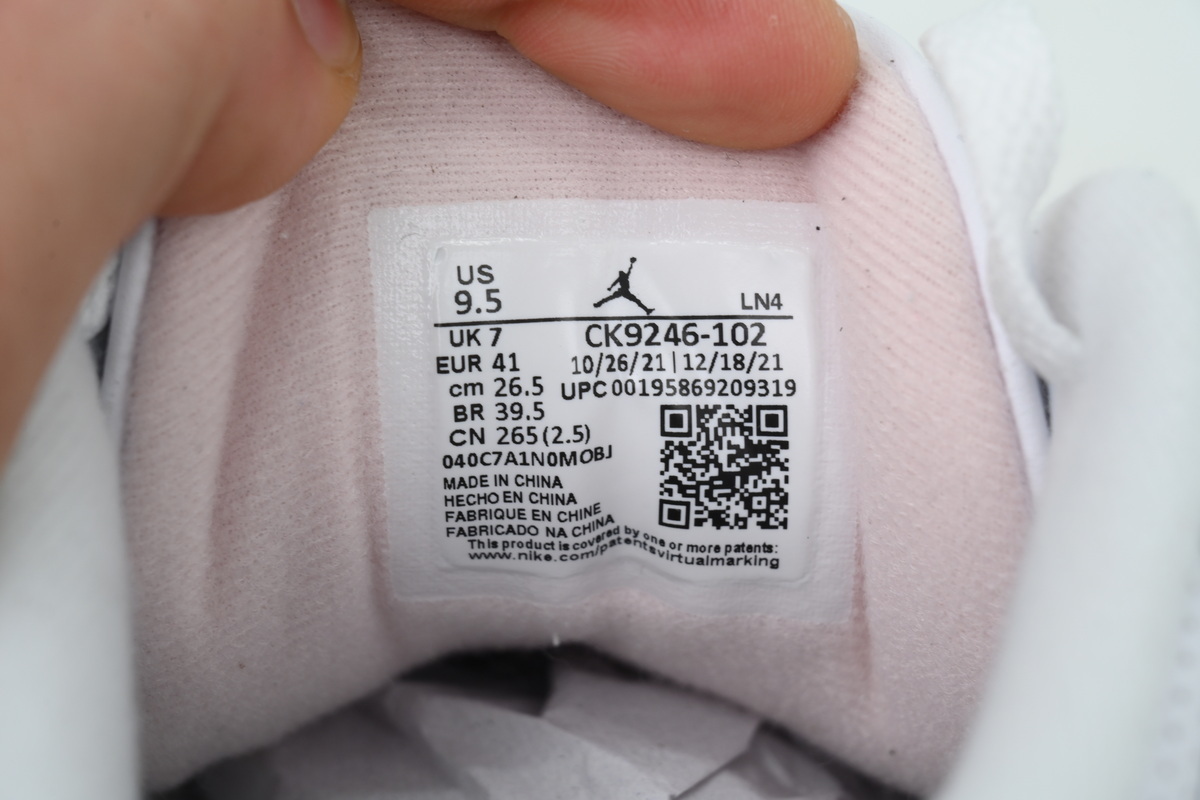 US
9.5
LN4
UK 7
CK9246-102
EUR 41
10/26/21|12/18/21
cm 26.5
UPC 00195869209319
BR 39.5
CN 265(2.5)
040C7A1N0MOBJ
MADE IN CHINA
HECHO EN CHINA
FABRIQUE EN CHINE
FABRICADO NA CHINA
This product is covered by one or more patents:
www.nike.com/patentsvirtualmarking